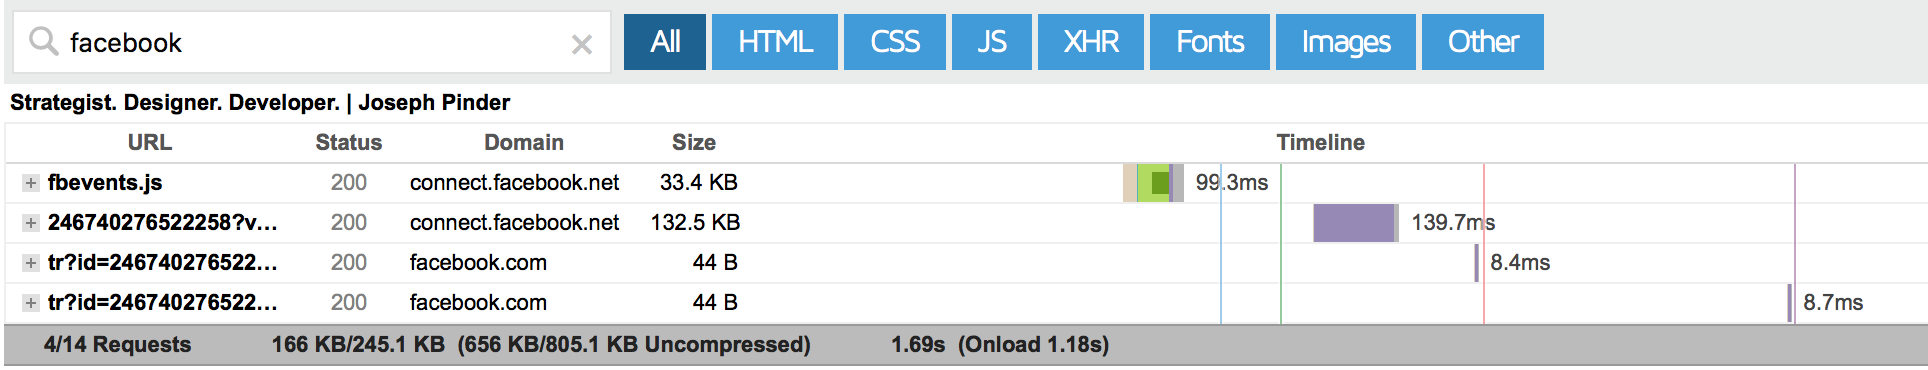 facebook All HTML CSS JS XHR Fonts Images Other
Strategist. Designer. Developer. | Joseph Pinder
URL Status Domain Size Timeline
fbevents.js 200 connect.facebook.net 33.4 KB 99.3ms
246740276522258?v... 200 connect.facebook.net 132.5 KB 139.7ms
tr?id=246740276522... 200 facebook.com 44 B 8.4ms
tr?id=246740276522... 200 facebook.com 44 B 8.7ms
4/14 Requests 166 KB/245.1 KB (656 KB/805.1 KB Uncompressed) 1.69s (Onload 1.18s)